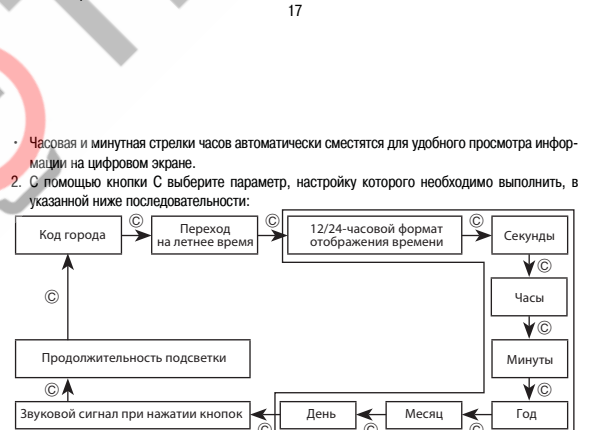 17
· Часовая и минутная стрелки часов автоматически сместятся для удобного просмотра инфор-
мации на цифровом экране.
2. С помощью кнопки С выберите параметр, настройку которого необходимо выполнить, в
указанной ниже последовательности:
Код города
Ⓒ
Переход
на летнее время
Ⓒ
12/24-часовой формат
отображения времени
Ⓒ
Секунды
Ⓒ
Часы
Ⓒ
Минуты
Ⓒ
Год
Ⓒ
Месяц
Ⓒ
День
Ⓒ
Звуковой сигнал при нажатии кнопок
Ⓒ
Продолжительность подсветки
Ⓒ